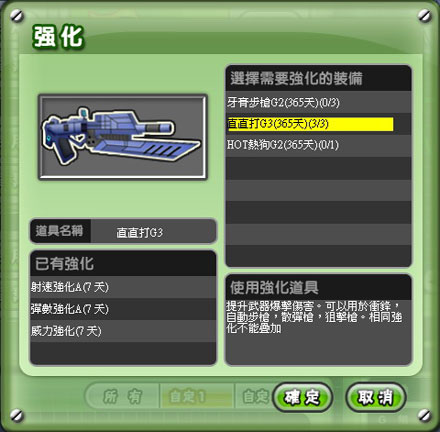 强化
選擇需要強化的裝備
牙膏步槍G2(365天)(0/3)
直直打G3(365天)(3/3)
HOT熱狗G2(365天)(0/1)
道具名稱 直直打G3
已有強化
射速強化A(7 天)
彈數強化A(7 天)
威力強化(7 天)
使用強化道具
提升武器爆擊傷害。可以用於衝鋒，
自動步槍，散彈槍，狙擊槍。相同強
化不能疊加
所有 自定1 自定
確定 取消